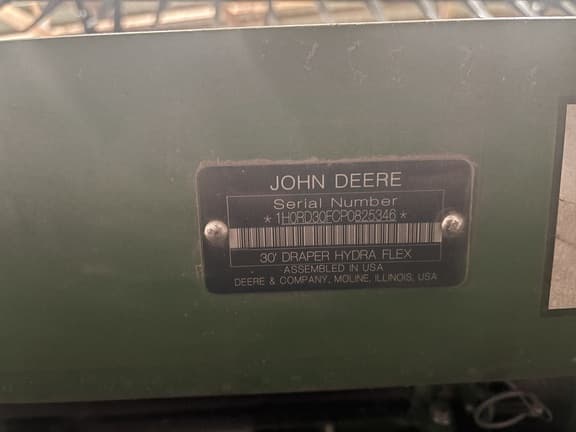 JOHN DEERE
Serial Number
*1H0RD30FCP0825346*
30' DRAPER HYDRA FLEX
ASSEMBLED IN USA
DEERE & COMPANY, MOLINE, ILLINOIS, USA